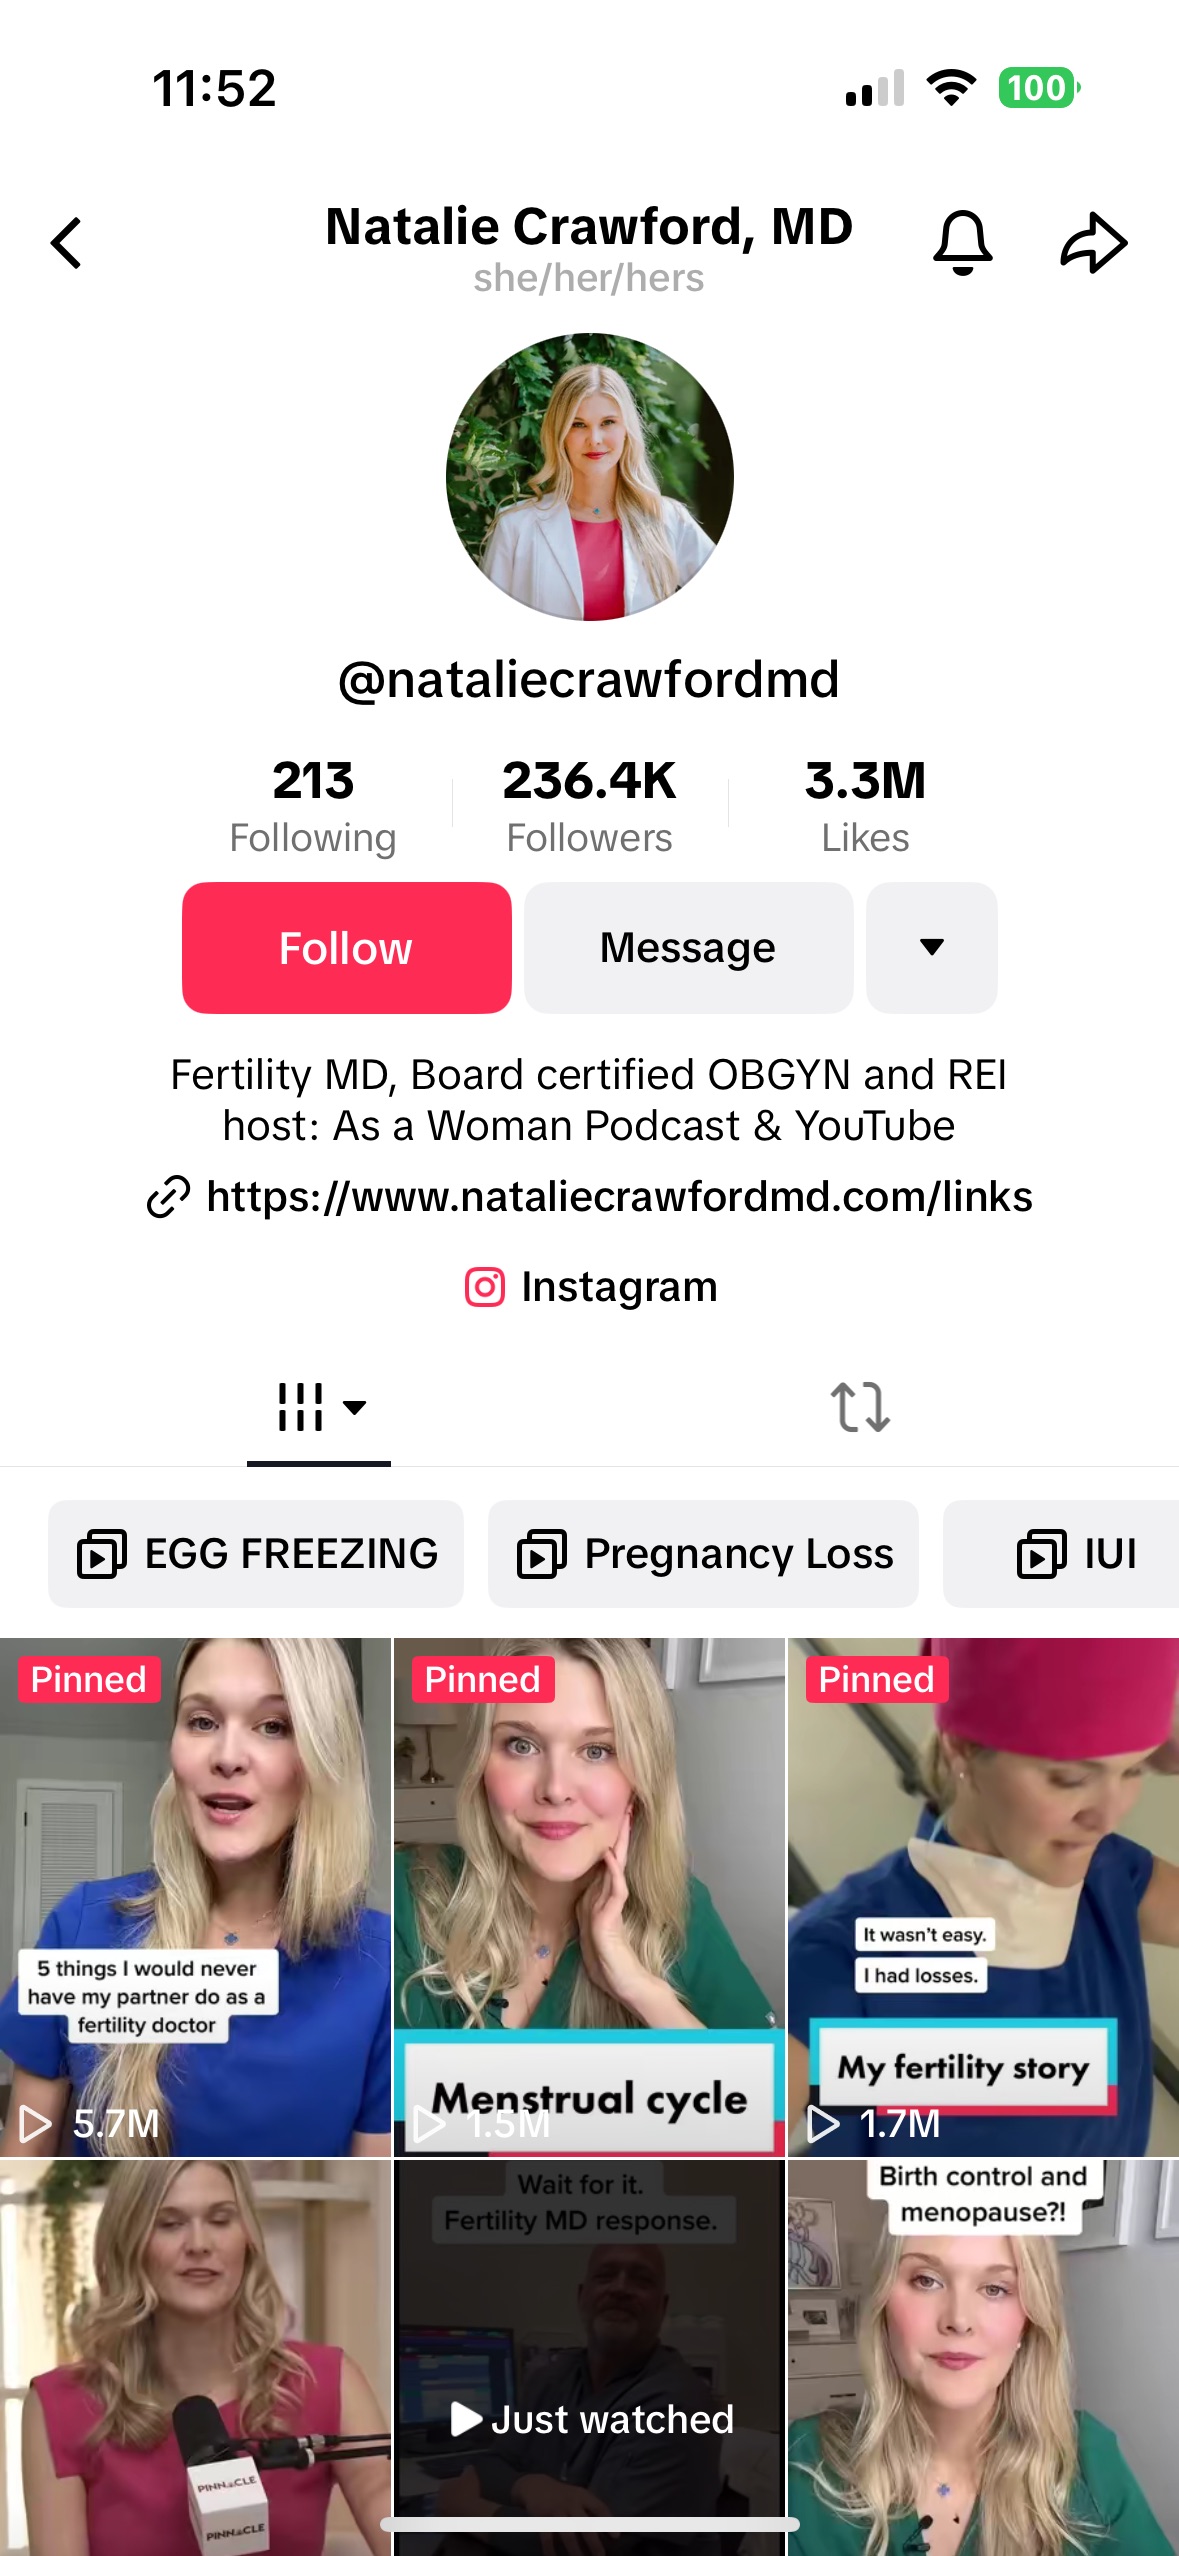 11:52
100
Natalie Crawford, MD
she/her/hers
@nataliecrawfordmd
213
236.4K
3.3M
Following
Followers
Likes
Follow
Message
Fertility MD, Board certified OBGYN and REI
host: As a Woman Podcast & YouTube
https://www.nataliecrawfordmd.com/links
Instagram
EGG FREEZING
Pregnancy Loss
IUI
Pinned
5 things I would never
have my partner do as a
fertility doctor
5.7M
Pinned
Menstrual cycle
1.5M
Pinned
It wasn't easy.
I had losses.
My fertility story
1.7M
PINNACLE
PINNACLE
Wait for it.
Fertility MD response.
Just watched
Birth control and
menopause?!